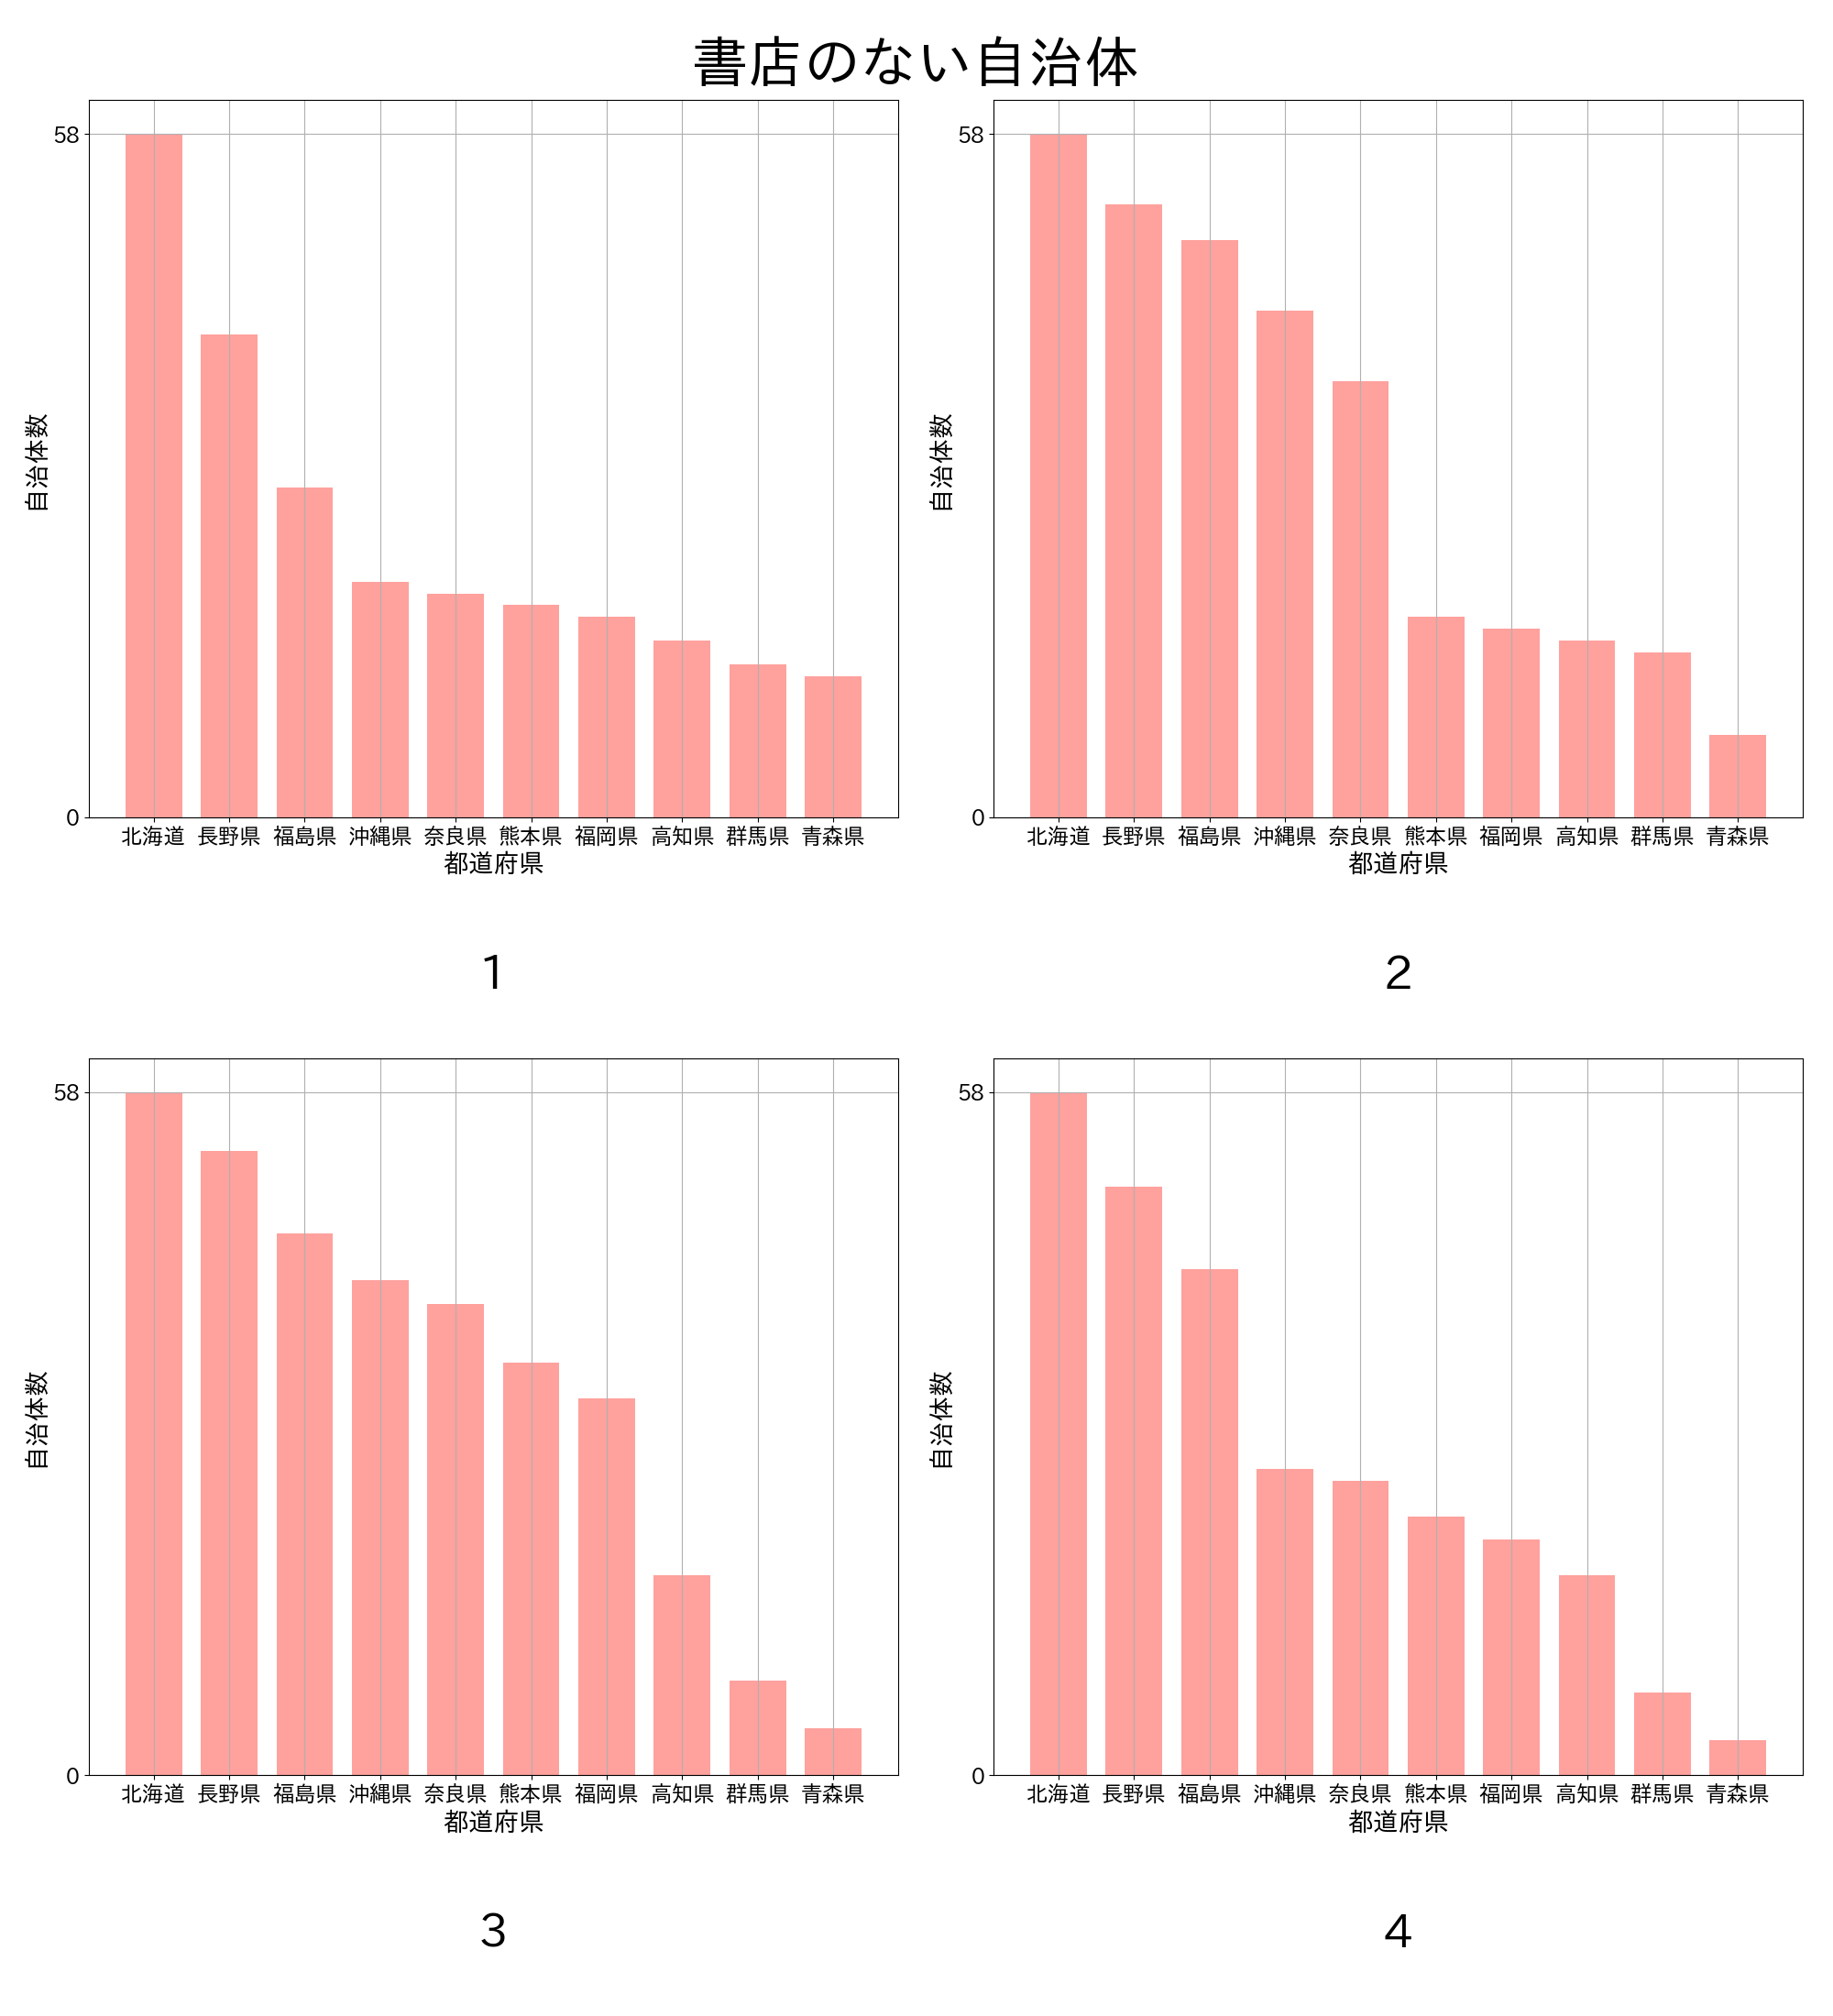 書店のない自治体
58
0
自治体数
北海道 長野県 福島県 沖縄県 奈良県 熊本県 福岡県 高知県 群馬県 青森県
都道府県
1
58
0
自治体数
北海道 長野県 福島県 沖縄県 奈良県 熊本県 福岡県 高知県 群馬県 青森県
都道府県
2
58
0
自治体数
北海道 長野県 福島県 沖縄県 奈良県 熊本県 福岡県 高知県 群馬県 青森県
都道府県
3
58
0
自治体数
北海道 長野県 福島県 沖縄県 奈良県 熊本県 福岡県 高知県 群馬県 青森県
都道府県
4